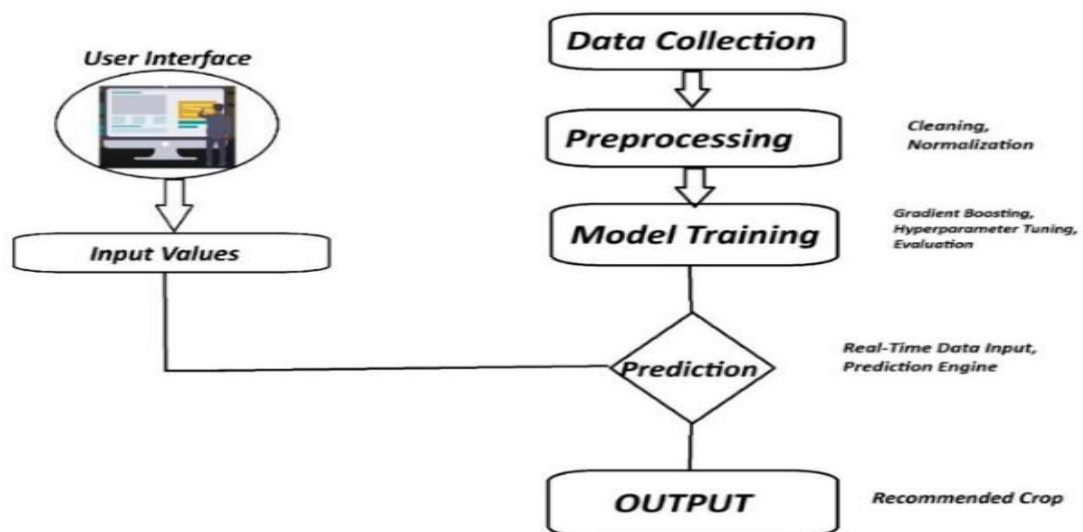 User Interface
Input Values
Data Collection
Preprocessing
Cleaning,
Normalization
Model Training
Gradient Boosting,
Hyperparameter Tuning,
Evaluation
Prediction
Real-Time Data Input,
Prediction Engine
OUTPUT
Recommended Crop